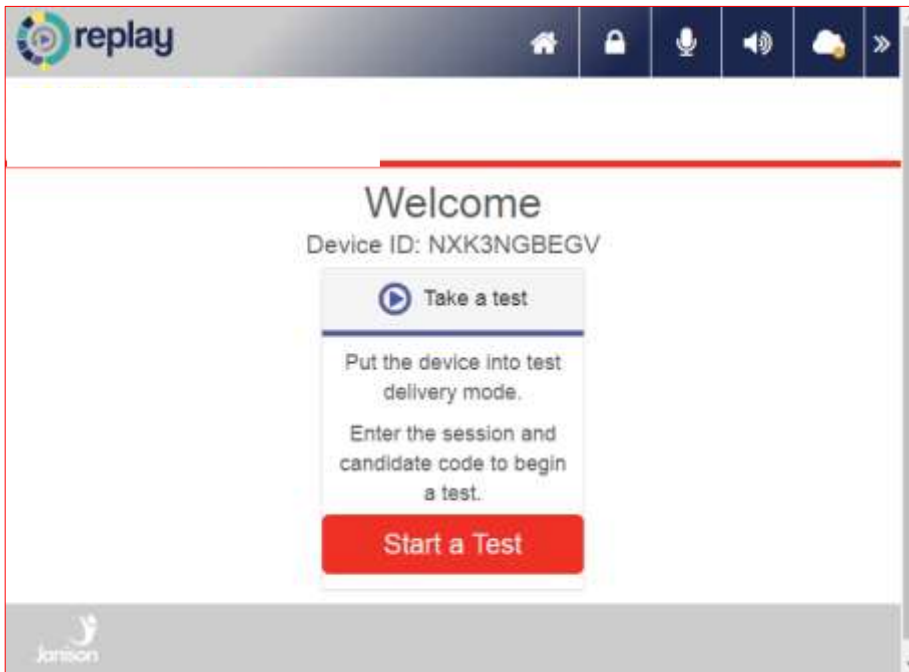 replay
Welcome
Device ID: NXK3NGBEGV
Take a test
Put the device into test
delivery mode.
Enter the session and
candidate code to begin
a test.
Start a Test
Janison